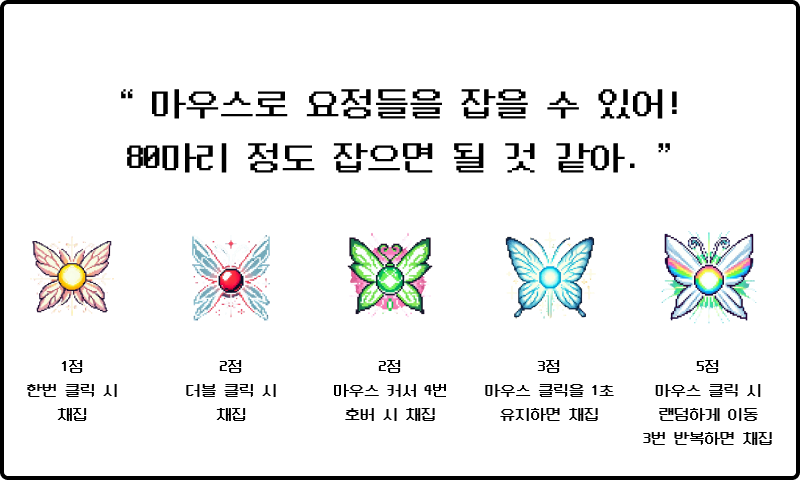 “ 마우스로 요정들을 잡을 수 있어!
80마리 정도 잡으면 될 것 같아. ”
1점
한번 클릭 시
채집
2점
더블 클릭 시
채집
2점
마우스 커서 4번
호버 시 채집
3점
마우스 클릭을 1초
유지하면 채집
5점
마우스 클릭 시
랜덤하게 이동
3번 반복하면 채집